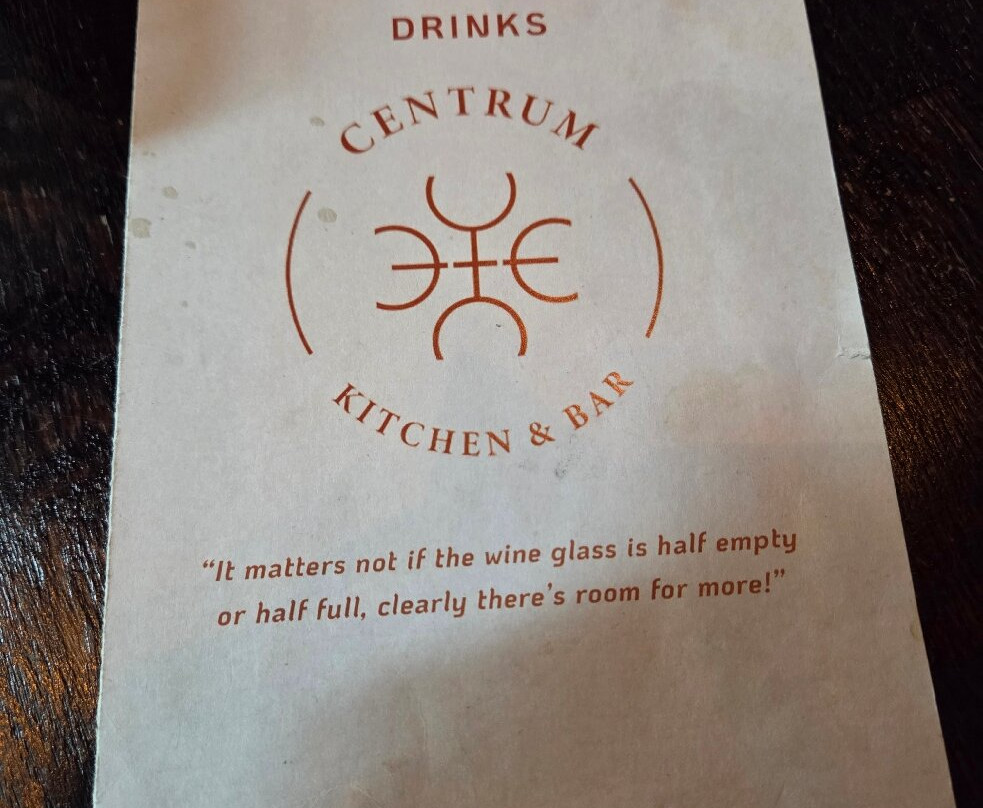 DRINKS
CENTRUM
KITCHEN & BAR
“It matters not if the wine glass is half empty
or half full, clearly there’s room for more!”